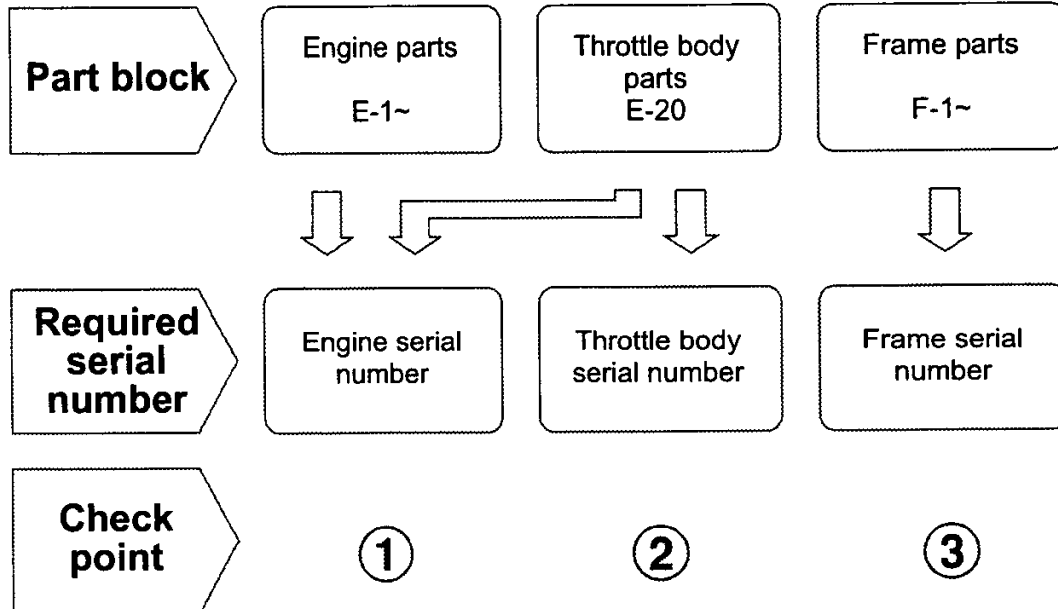 Part block
Engine parts
E-1~
Throttle body
parts
E-20
Frame parts
F-1~
Required
serial
number
Engine serial
number
Throttle body
serial number
Frame serial
number
Check
point
1
2
3